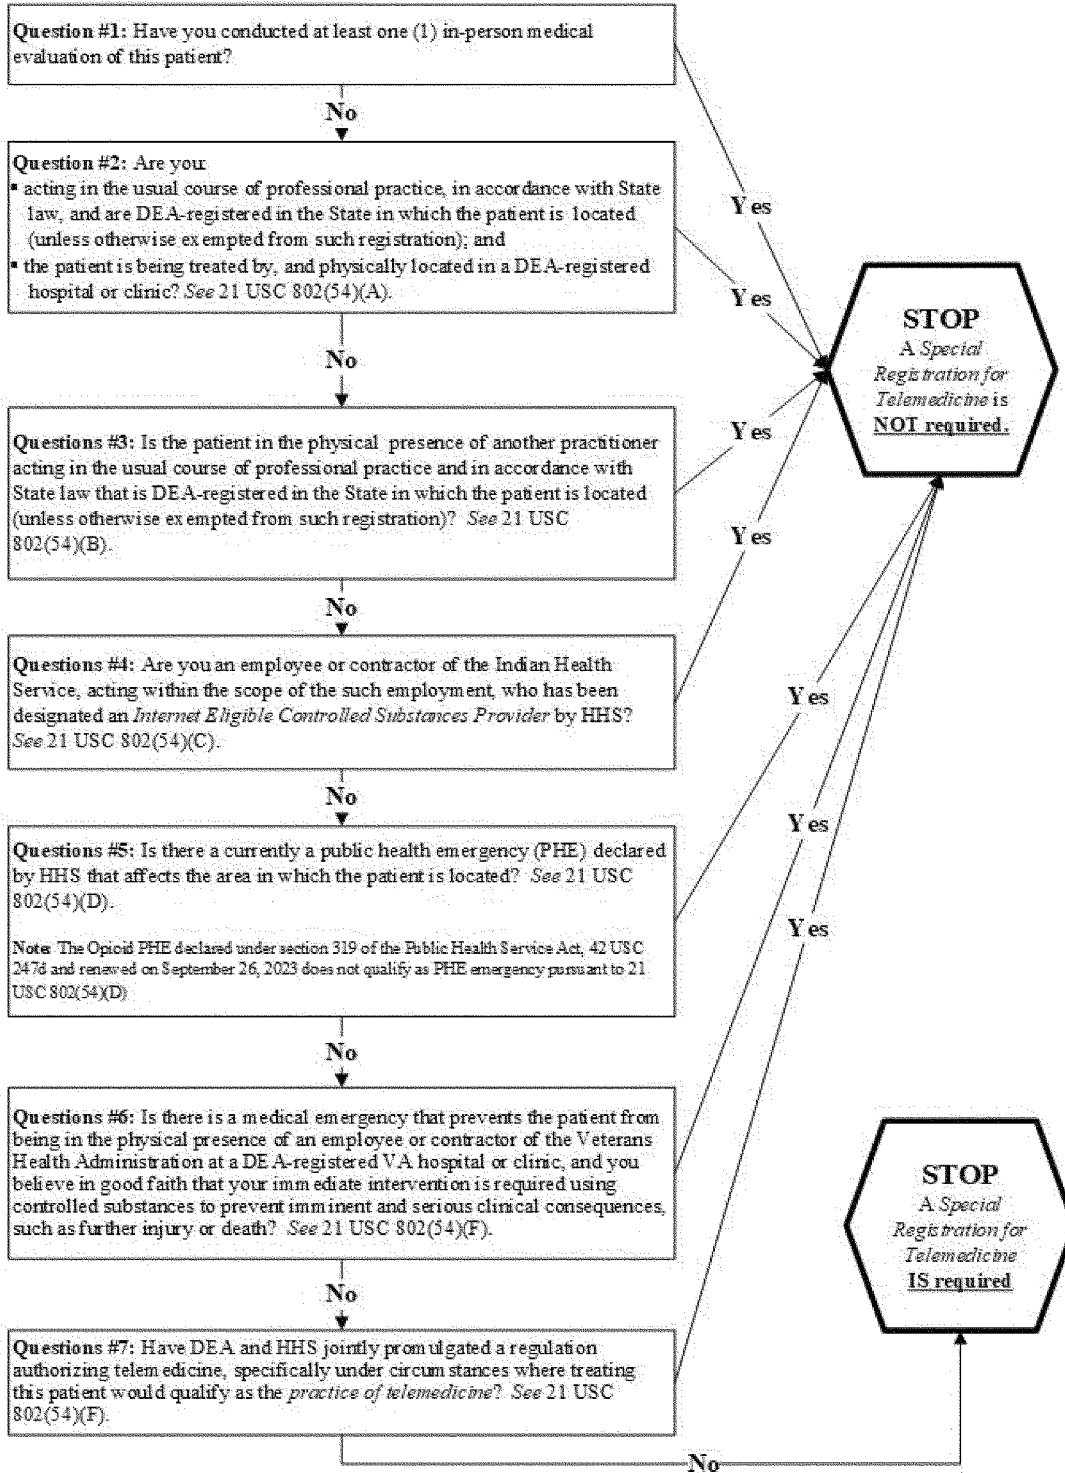 Question #1: Have you conducted at least one (1) in-person medical
evaluation of this patient?
No
Question #2: Are you:
▪ acting in the usual course of professional practice, in accordance with State
law, and are DEA-registered in the State in which the patient is located
(unless otherwise exempted from such registration); and
▪ the patient is being treated by, and physically located in a DEA-registered
hospital or clinic? See 21 USC 802(54)(A).
No
Questions #3: Is the patient in the physical presence of another practitioner
acting in the usual course of professional practice and in accordance with
State law that is DEA-registered in the State in which the patient is located
(unless otherwise exempted from such registration)? See 21 USC
802(54)(B).
No
Questions #4: Are you an employee or contractor of the Indian Health
Service, acting within the scope of the such employment, who has been
designated an Internet Eligible Controlled Substances Provider by HHS?
See 21 USC 802(54)(C).
No
Questions #5: Is there a currently a public health emergency (PHE) declared
by HHS that affects the area in which the patient is located? See 21 USC
802(54)(D).
Note: The Opioid PHE declared under section 319 of the Public Health Service Act, 42 USC
247d and renewed on September 26, 2023 does not qualify as PHE emergency pursuant to 21
USC 802(54)(D)
No
Questions #6: Is there is a medical emergency that prevents the patient from
being in the physical presence of an employee or contractor of the Veterans
Health Administration at a DEA-registered VA hospital or clinic, and you
believe in good faith that your immediate intervention is required using
controlled substances to prevent imminent and serious clinical consequences,
such as further injury or death? See 21 USC 802(54)(F).
No
Questions #7: Have DEA and HHS jointly promulgated a regulation
authorizing telemedicine, specifically under circumstances where treating
this patient would qualify as the practice of telemedicine? See 21 USC
802(54)(F).
No
Yes
Yes
Yes
Yes
Yes
Yes
Yes
STOP
A Special
Registration for
Telemedicine is
NOT required.
STOP
A Special
Registration for
Telemedicine
IS required